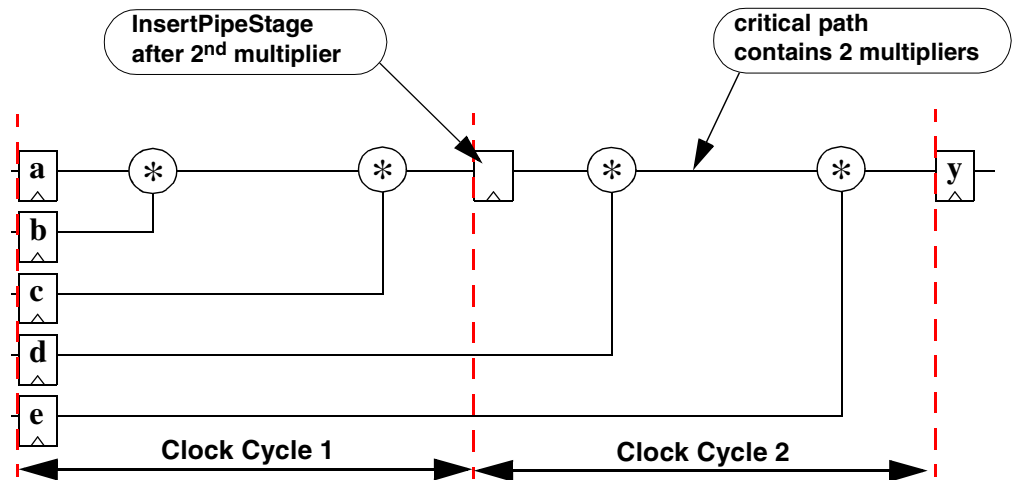 InsertPipeStage
after 2nd multiplier
critical path
contains 2 multipliers
a
*
*
*
*
y
b
c
d
e
Clock Cycle 1
Clock Cycle 2